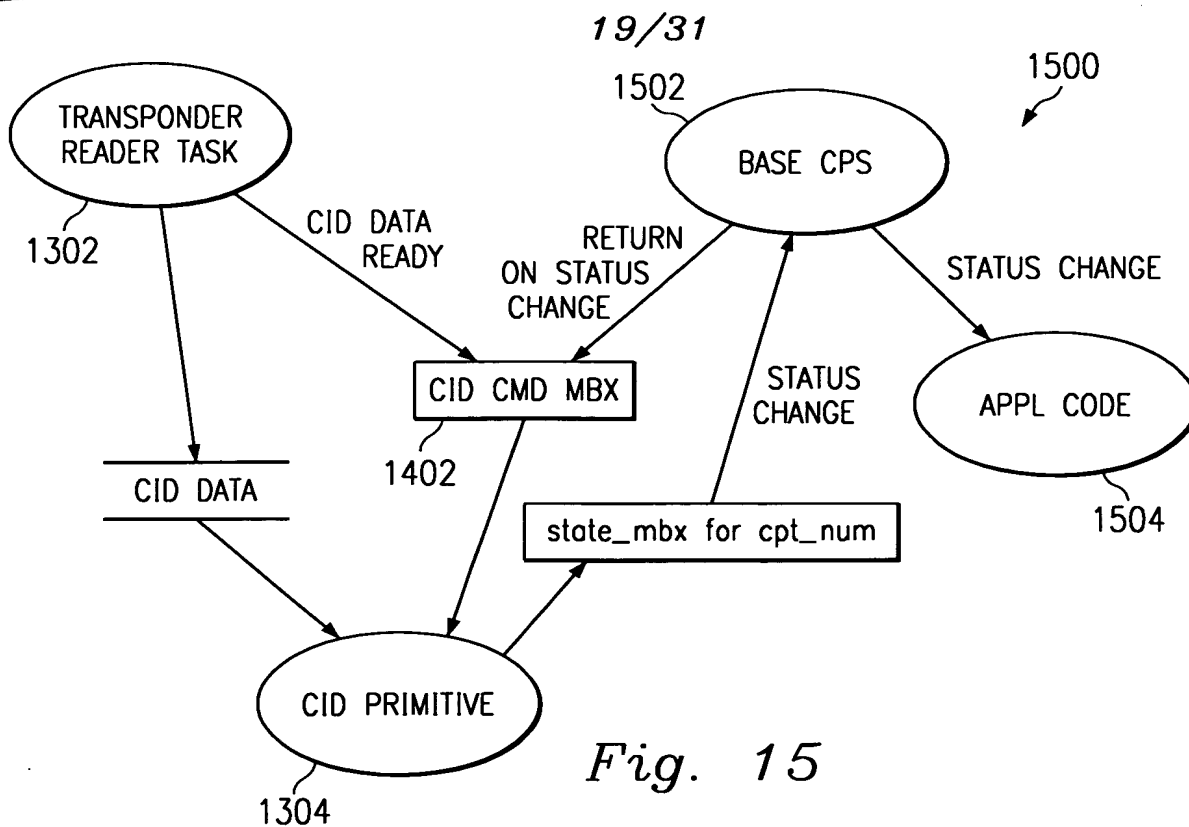 19/31
1500
1502
TRANSPONDER
READER TASK
BASE CPS
1302
CID DATA
READY
RETURN
ON STATUS
CHANGE
STATUS CHANGE
CID CMD MBX
STATUS
CHANGE
APPL CODE
1402
CID DATA
1504
state_mbx for cpt_num
CID PRIMITIVE
1304
Fig. 15